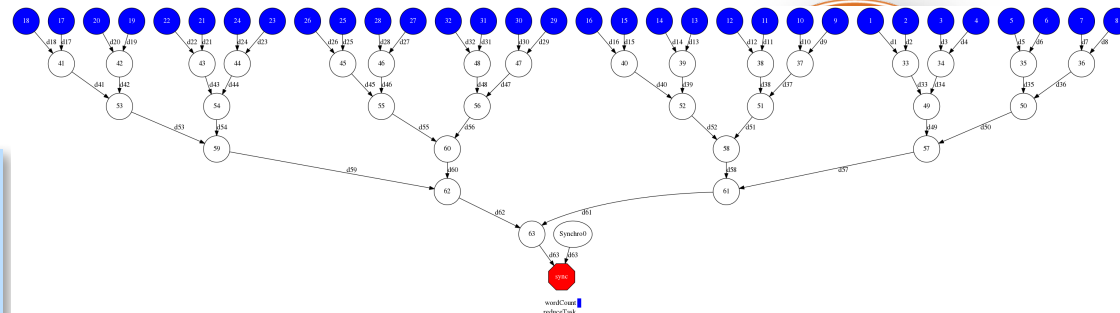 18 17 20 19 22 21 24 23 26 25 28 27 32 31 30 29 16 15 14 13 12 11 10 9 1 2 3 4 5 6 7
d18 d17 d20 d19 d22 d21 d24 d23 d26 d25 d28 d27 d32 d31 d30 d29 d16 d15 d14 d13 d12 d11 d10 d9 d1 d2 d3 d4 d5 d6 d7 d8
41 42 43 44 45 46 48 47 40 39 38 37 33 34 35 36
d41 d42 d43 d44 d45 d46 d48 d47 d40 d39 d38 d37 d33 d34 d35 d36
53 54 55 56 52 51 49 50
d53 d54 d55 d56 d52 d51 d49 d50
59 60 58 57
d59 d60 d58 d57
62 61
d62 d61
63 Synchro0
d63 d63
sync
wordCount
reduceTask